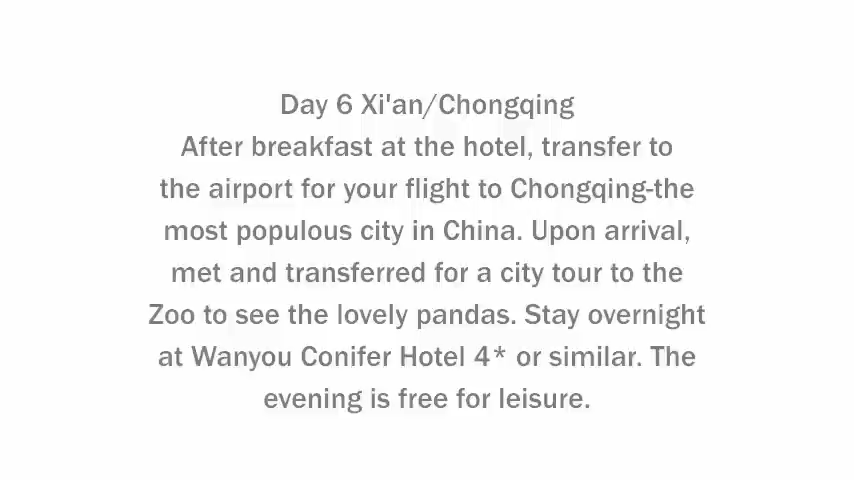 Day 6 Xi'an/Chongqing
After breakfast at the hotel, transfer to
the airport for your flight to Chongqing-the
most populous city in China. Upon arrival,
met and transferred for a city tour to the
Zoo to see the lovely pandas. Stay overnight
at Wanyou Conifer Hotel 4* or similar. The
evening is free for leisure.